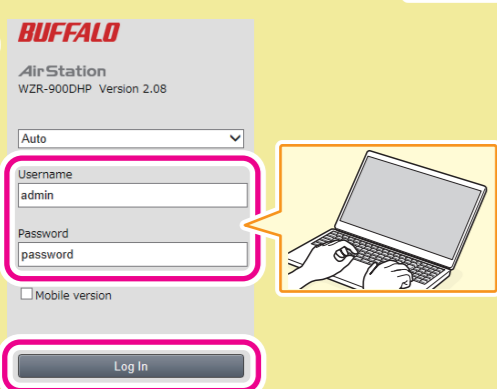 BUFFALO
AirStation
WZR-900DHP Version 2.08
Auto
Username
admin
Password
password
Mobile version
Log In